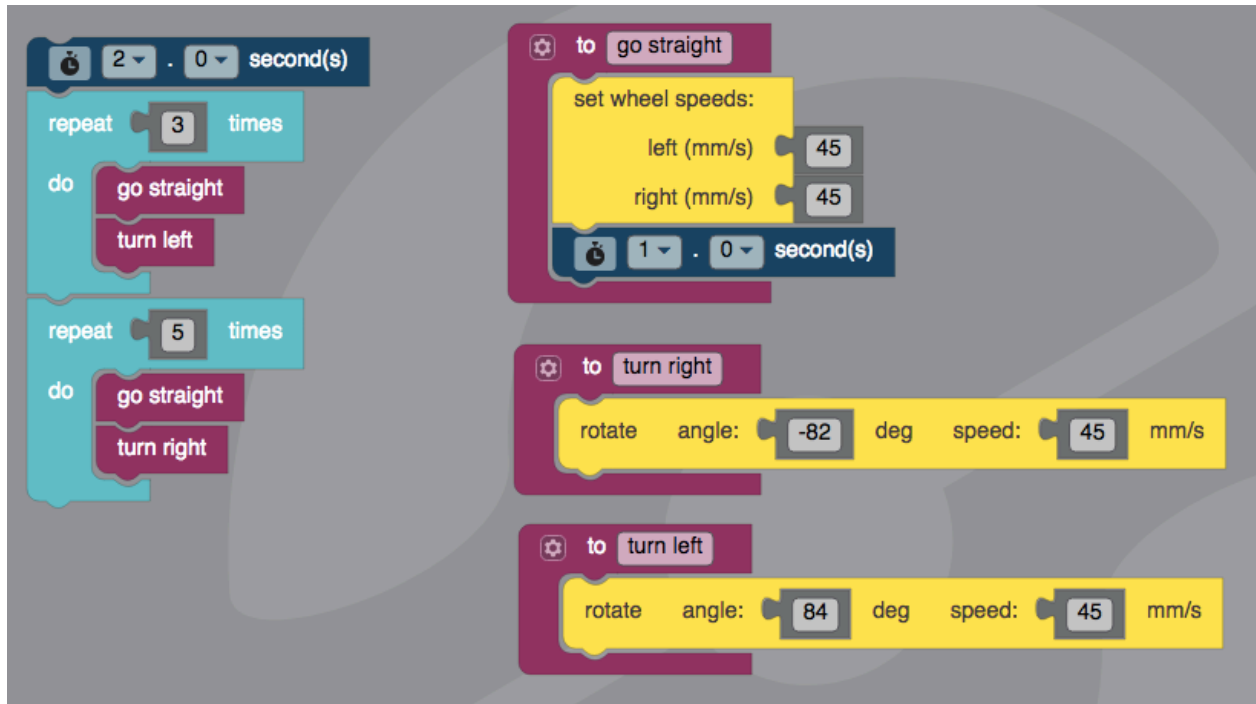 2 . 0 second(s)
repeat 3 times
do go straight
turn left
repeat 5 times
do go straight
turn right
to go straight
set wheel speeds:
left (mm/s) 45
right (mm/s) 45
1 . 0 second(s)
to turn right
rotate angle: -82 deg speed: 45 mm/s
to turn left
rotate angle: 84 deg speed: 45 mm/s